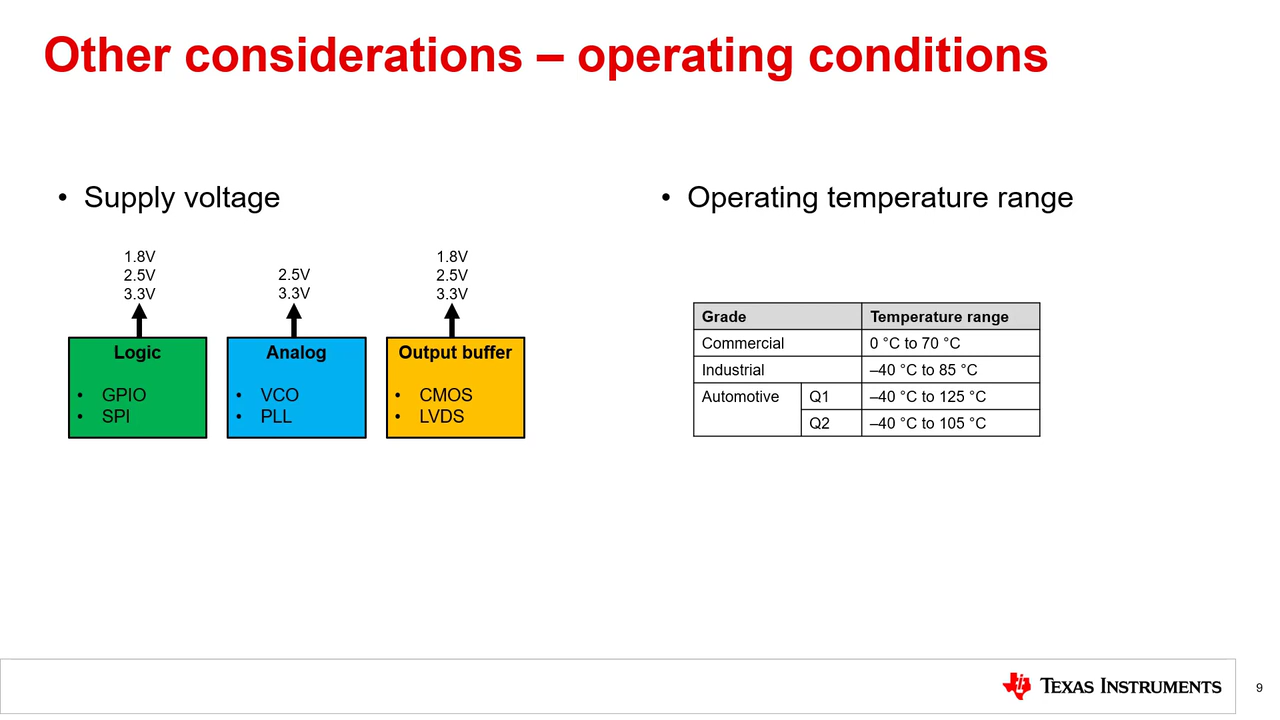 Other considerations – operating conditions
• Supply voltage
1.8V
2.5V
3.3V
2.5V
3.3V
1.8V
2.5V
3.3V
Logic
• GPIO
• SPI
Analog
• VCO
• PLL
Output buffer
• CMOS
• LVDS
• Operating temperature range
Grade Temperature range
Commercial 0 °C to 70 °C
Industrial –40 °C to 85 °C
Automotive Q1 –40 °C to 125 °C
Q2 –40 °C to 105 °C
TEXAS INSTRUMENTS
9